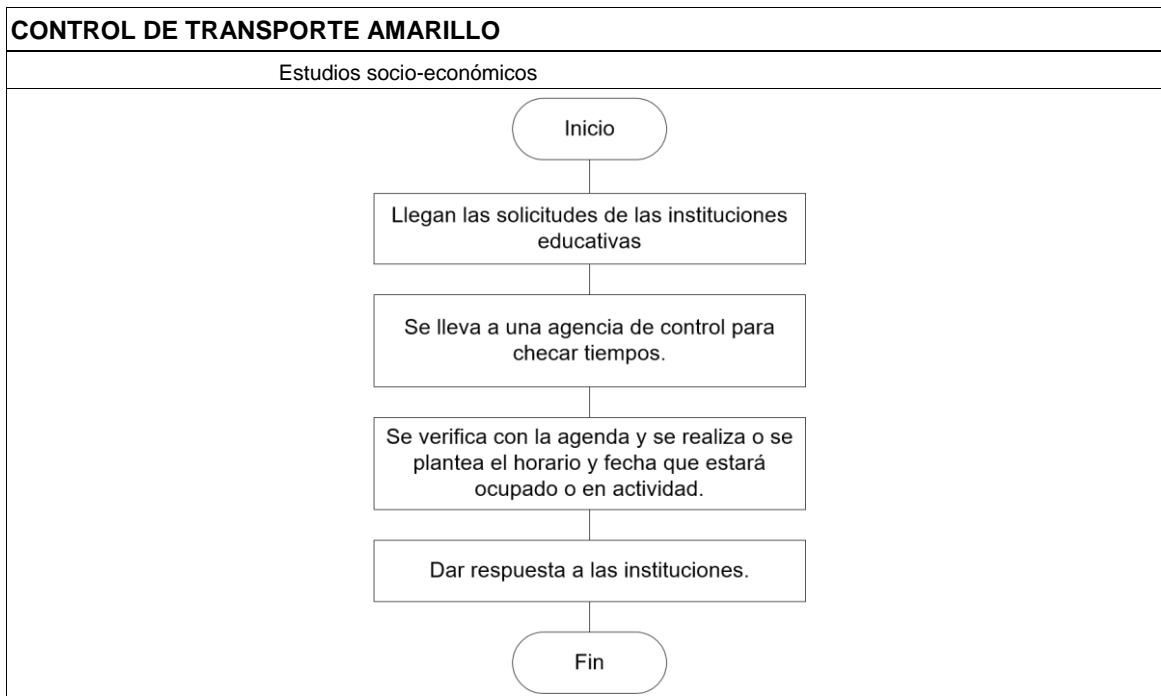 CONTROL DE TRANSPORTE AMARILLO
Estudios socio-económicos
Inicio
Llegan las solicitudes de las instituciones
educativas
Se lleva a una agencia de control para
checar tiempos.
Se verifica con la agenda y se realiza o se
plantea el horario y fecha que estará
ocupado o en actividad.
Dar respuesta a las instituciones.
Fin